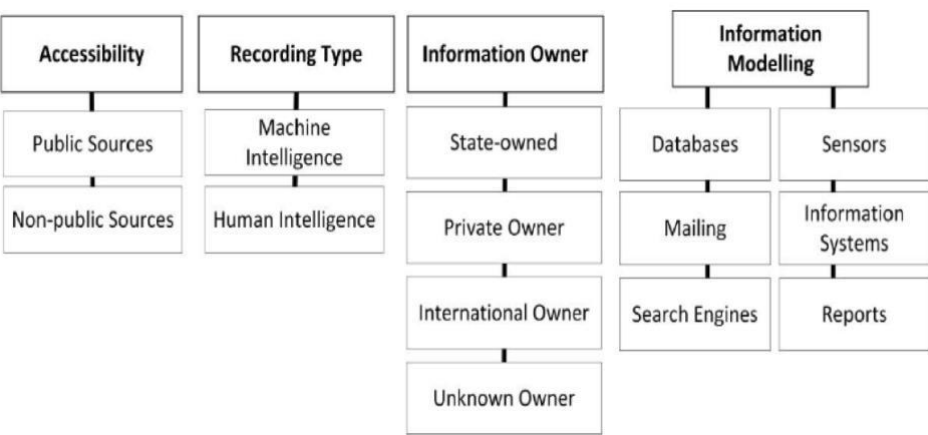 Accessibility
Public Sources
Non-public Sources
Recording Type
Machine
Intelligence
Human Intelligence
Information Owner
State-owned
Private Owner
International Owner
Unknown Owner
Information
Modelling
Databases
Mailing
Search Engines
Sensors
Information
Systems
Reports